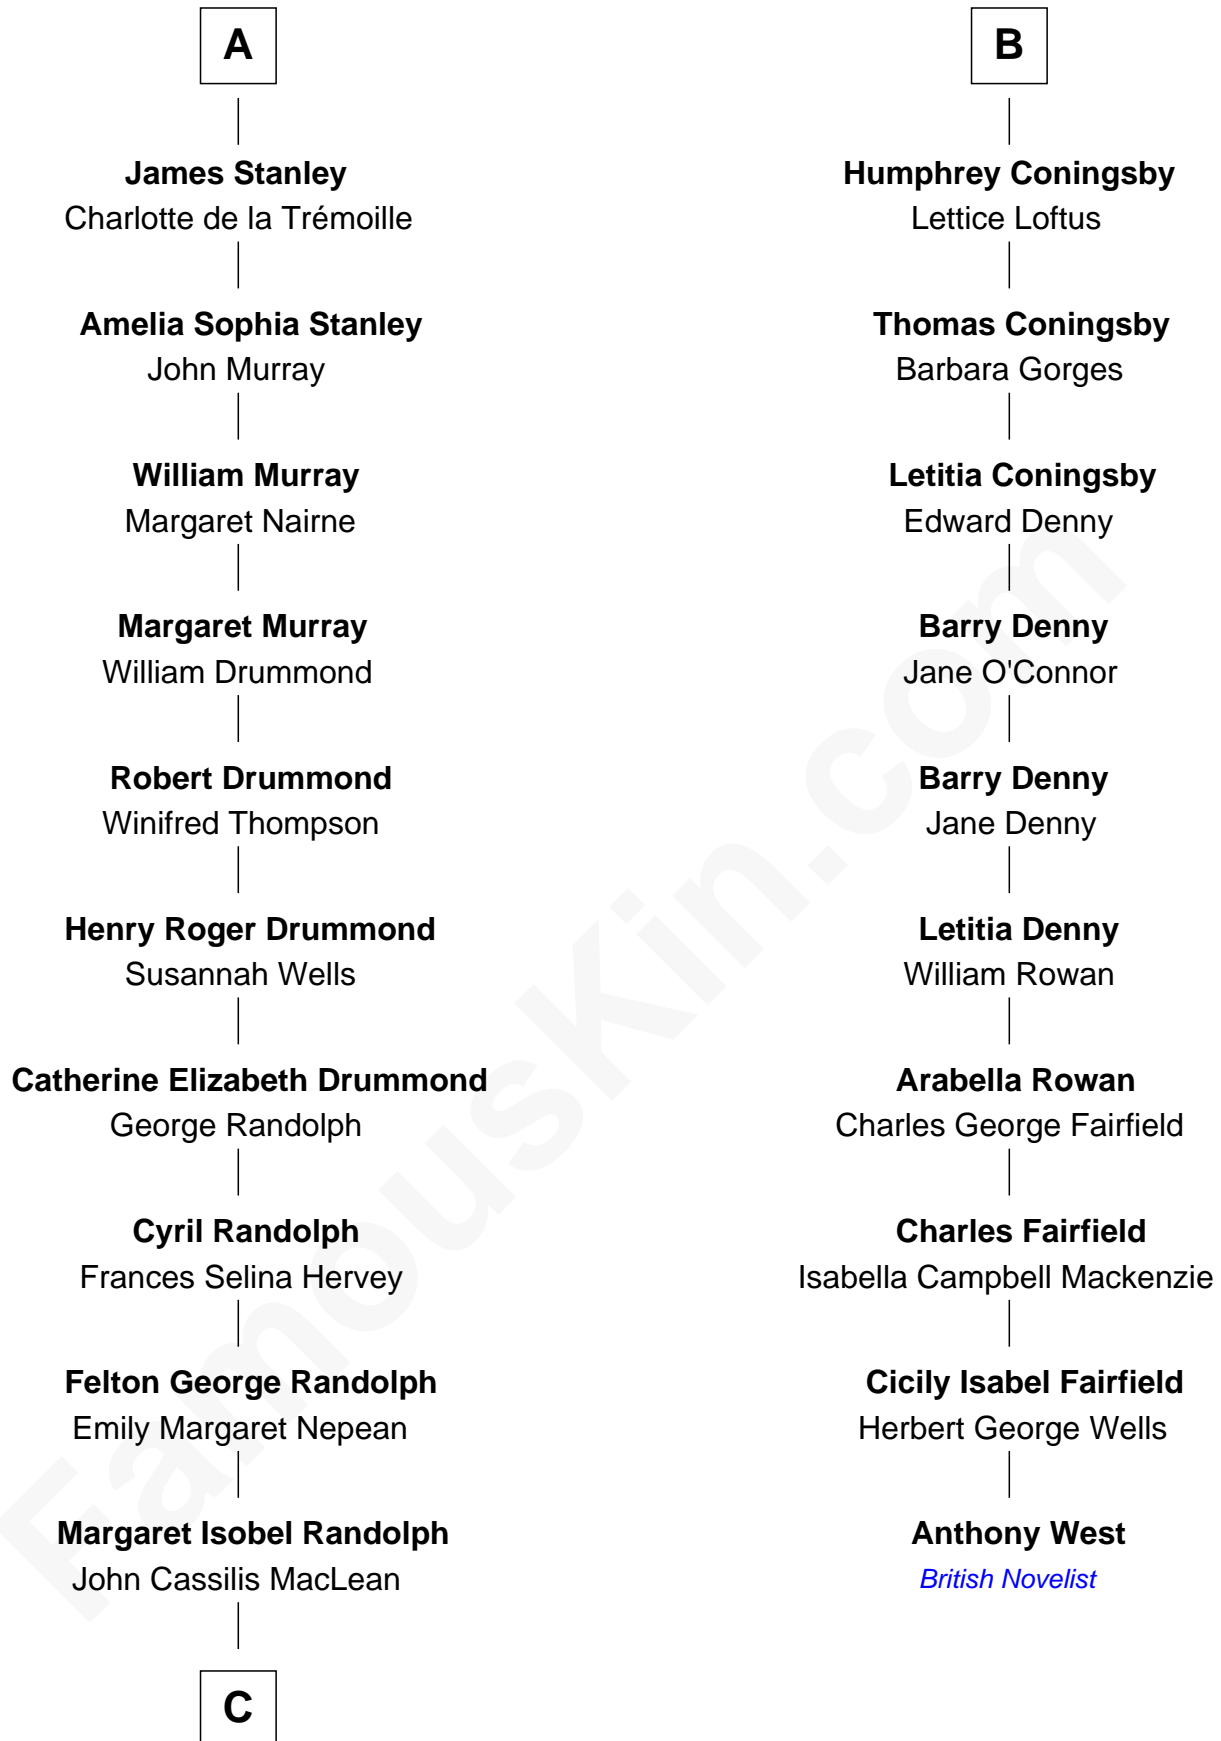 A
James Stanley
Charlotte de la Trémoille
Amelia Sophia Stanley
John Murray
William Murray
Margaret Nairne
Margaret Murray
William Drummond
Robert Drummond
Winifred Thompson
Henry Roger Drummond
Susannah Wells
Catherine Elizabeth Drummond
George Randolph
Cyril Randolph
Frances Selina Hervey
Felton George Randolph
Emily Margaret Nepean
Margaret Isobel Randolph
John Cassilis MacLean
C
B
Humphrey Coningsby
Lettice Loftus
Thomas Coningsby
Barbara Gorges
Letitia Coningsby
Edward Denny
Barry Denny
Jane O'Connor
Barry Denny
Jane Denny
Letitia Denny
William Rowan
Arabella Rowan
Charles George Fairfield
Charles Fairfield
Isabella Campbell Mackenzie
Cicily Isabel Fairfield
Herbert George Wells
Anthony West
British Novelist
FamousKin.com